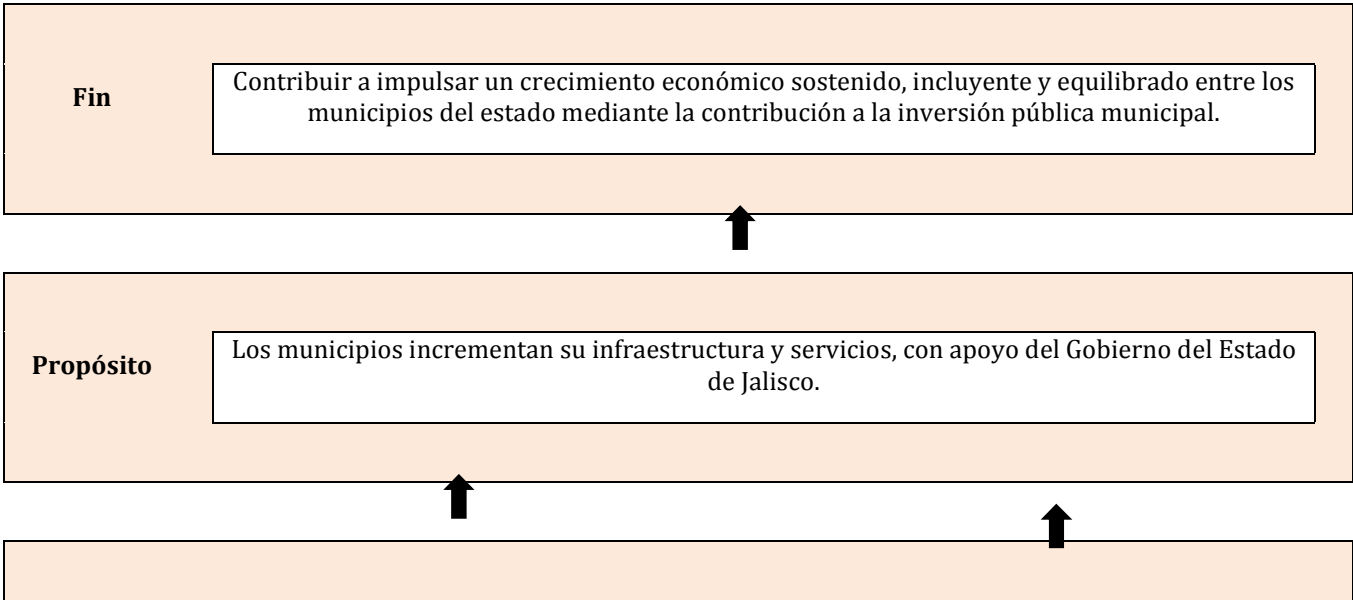 Fin
Contribuir a impulsar un crecimiento económico sostenido, incluyente y equilibrado entre los
municipios del estado mediante la contribución a la inversión pública municipal.
Propósito
Los municipios incrementan su infraestructura y servicios, con apoyo del Gobierno del Estado
de Jalisco.